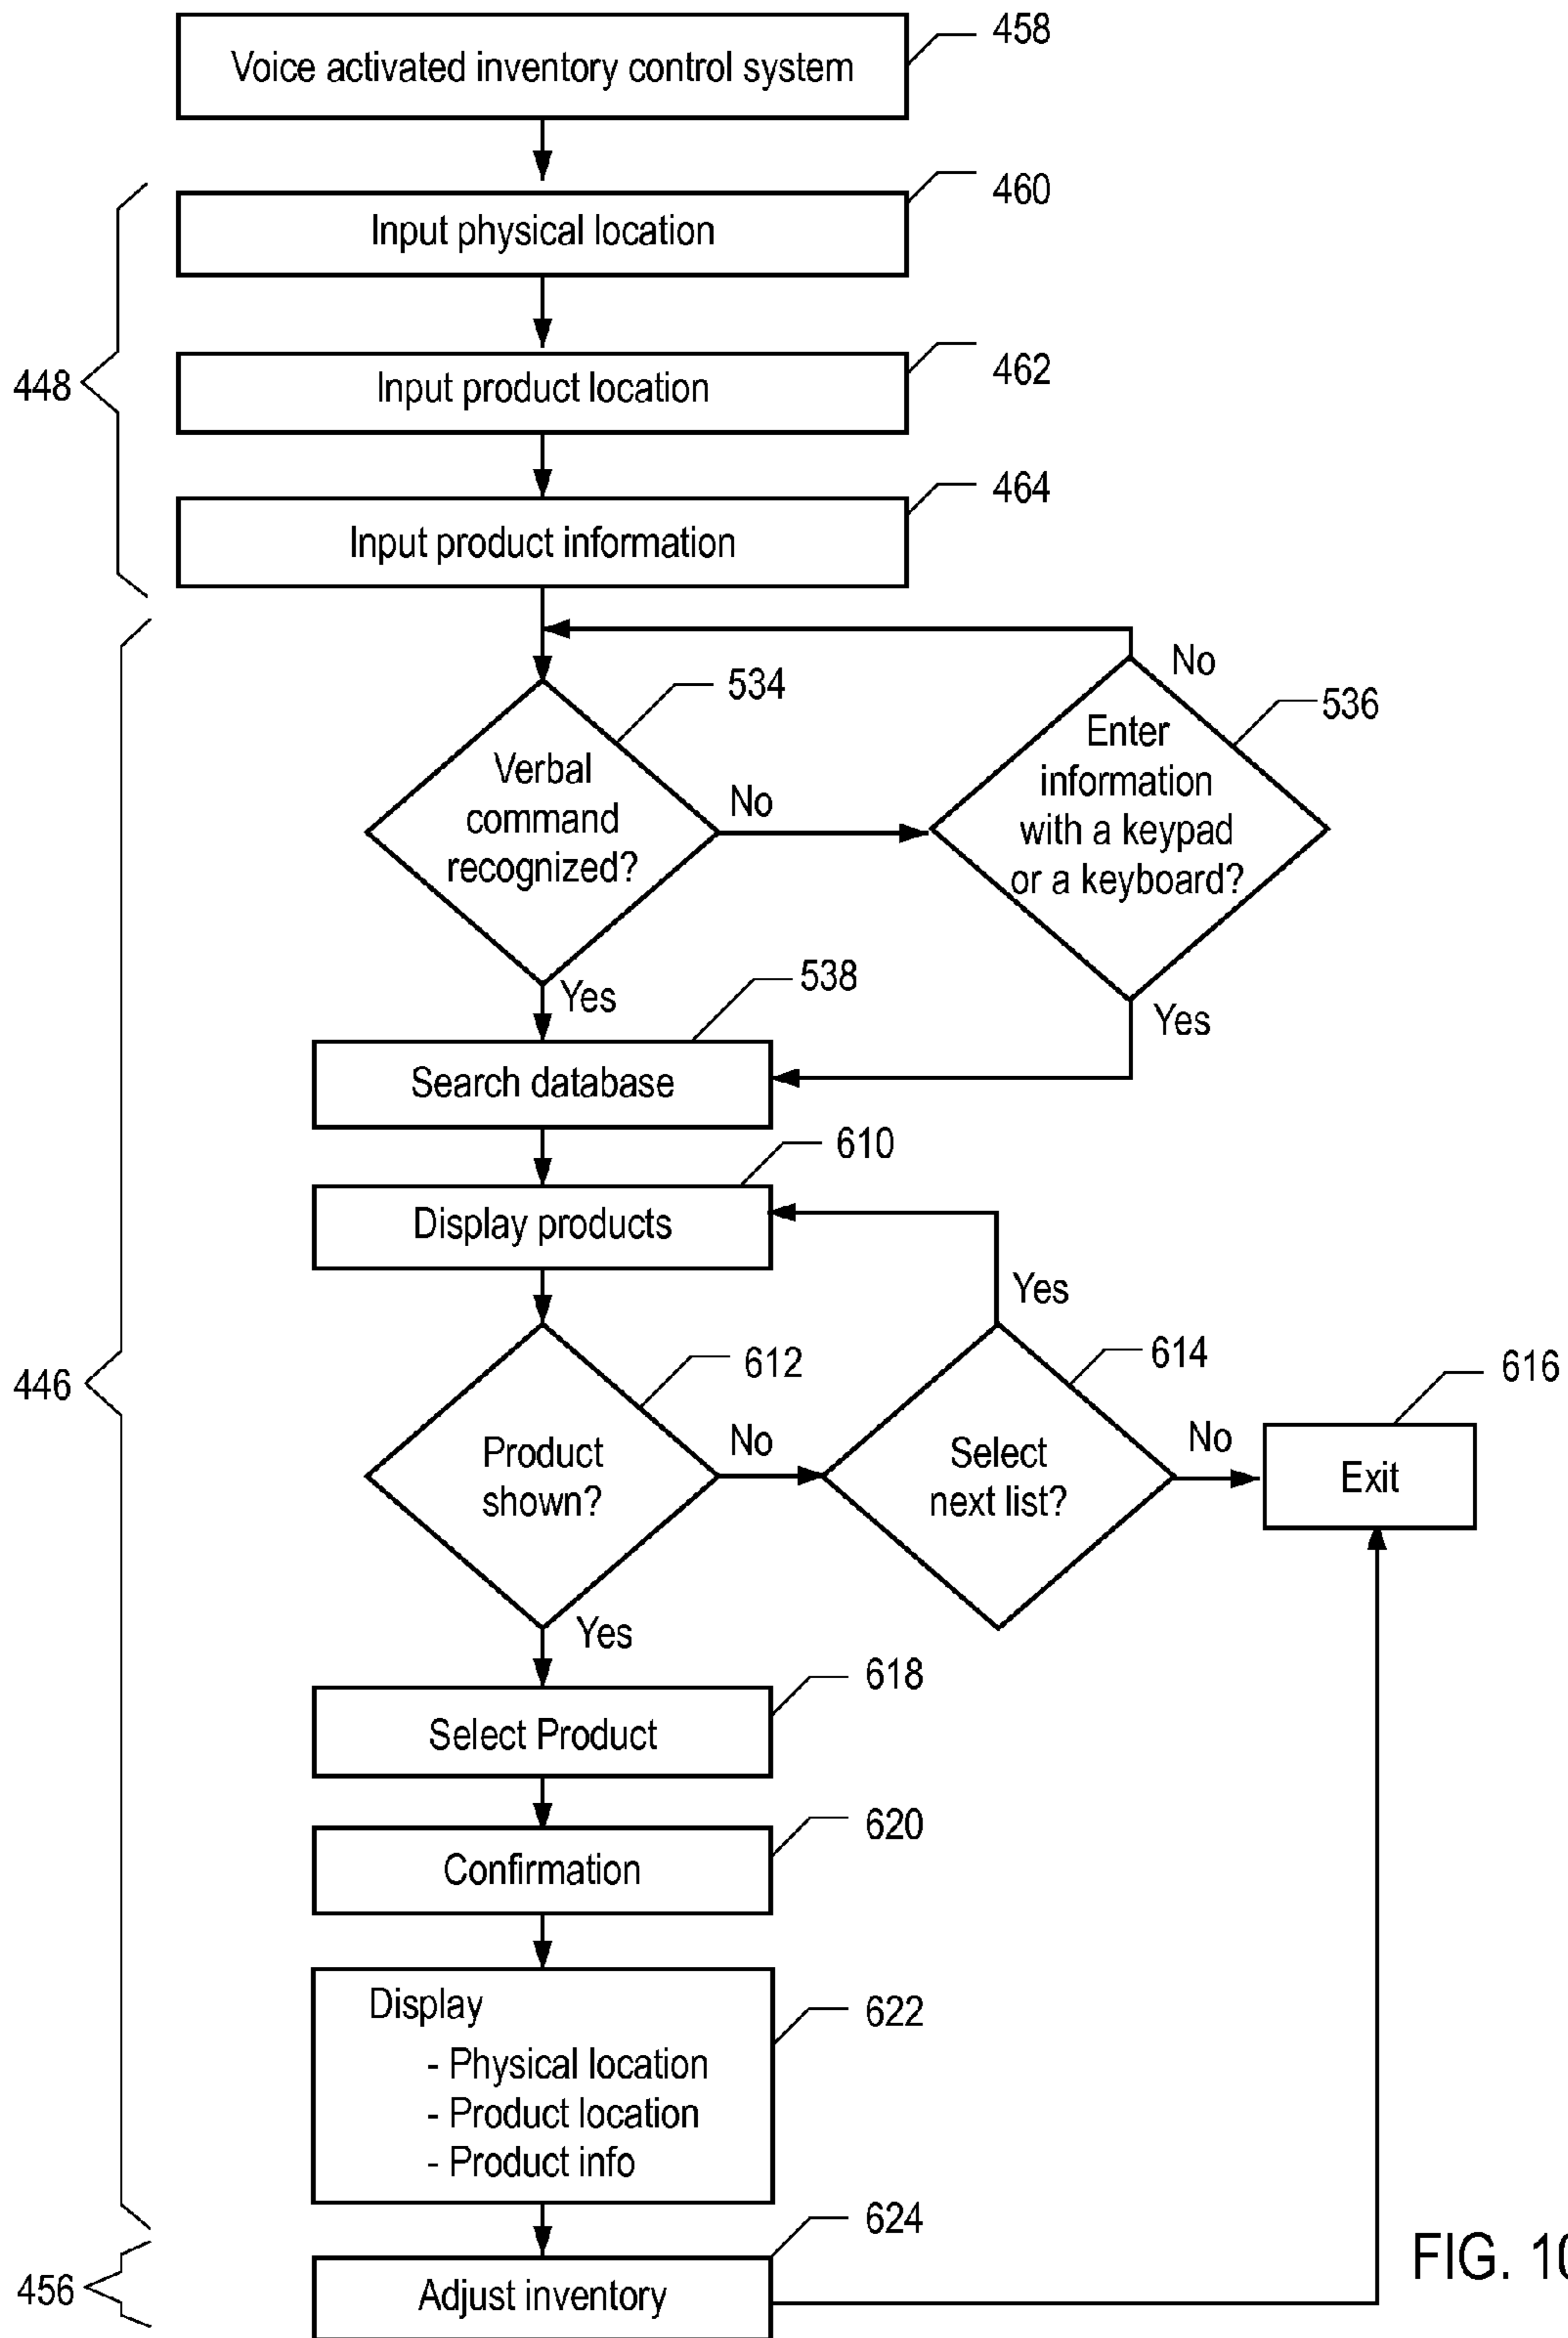 458
Voice activated inventory control system
460
Input physical location
462
Input product location
448
464
Input product information
No
534
536
Verbal
command
recognized?
No
Enter
information
with a keypad
or a keyboard?
Yes
538
Yes
Search database
610
Display products
Yes
612
614
446
616
Product
shown?
No
Select
next list?
No
Exit
Yes
618
Select Product
620
Confirmation
622
Display
- Physical location
- Product location
- Product info
624
456
Adjust inventory
FIG. 10